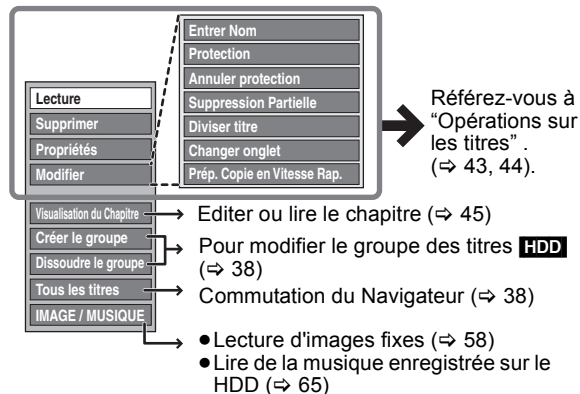 Entrer Nom
Protection
Annuler protection
Suppression Partielle
Diviser titre
Changer onglet
Prép. Copie en Vitesse Rap.
Lecture
Supprimer
Propriétés
Modifier
Référez-vous à
“Opérations sur
les titres” .
(⇨ 43, 44).
Visualisation du Chapitre
Editer ou lire le chapitre (⇨ 45)
Créer le groupe
Dissoudre le groupe
Pour modifier le groupe des titres HDD
(⇨ 38)
Tous les titres
Commutation du Navigateur (⇨ 38)
IMAGE / MUSIQUE
●Lecture d'images fixes (⇨ 58)
●Lire de la musique enregistrée sur le
HDD (⇨ 65)